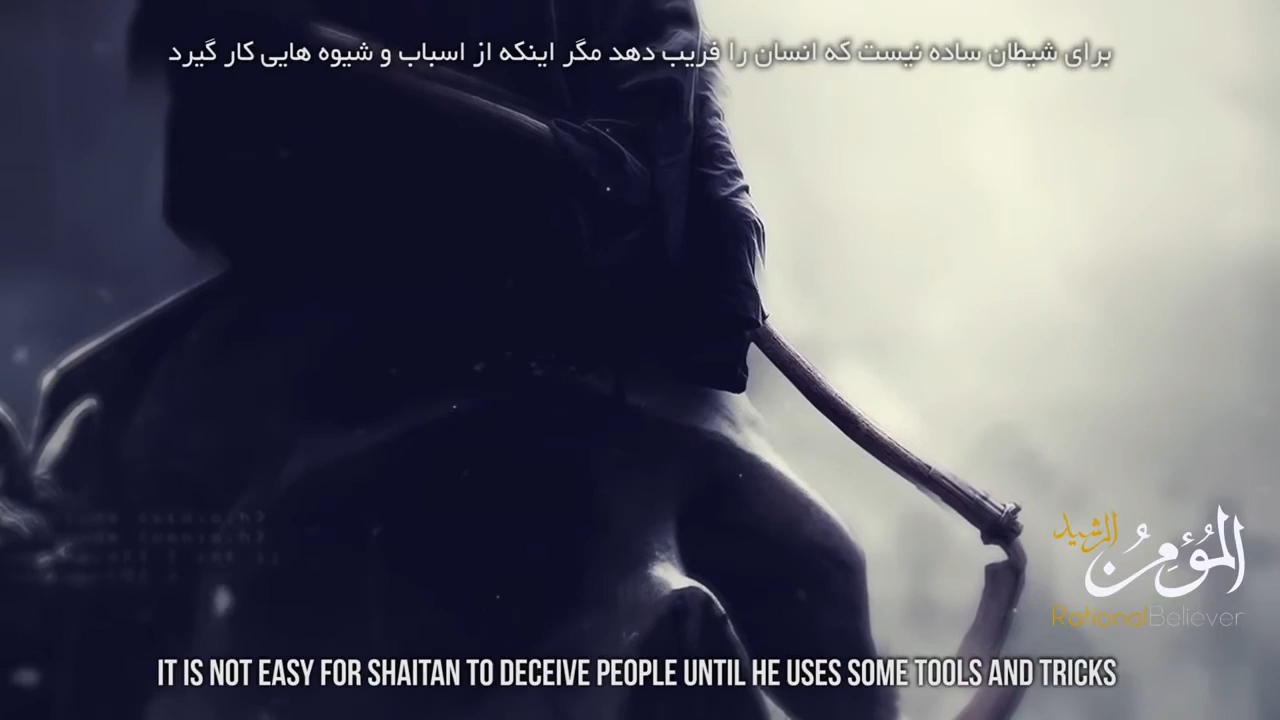 برای شیطان ساده نیست که انسان را فریب دهد مگر اینکه از اسباب و شیوه هایی کار گیرد
المؤمن الرشيد
RationalBeliever
IT IS NOT EASY FOR SHAITAN TO DECEIVE PEOPLE UNTIL HE USES SOME TOOLS AND TRICKS